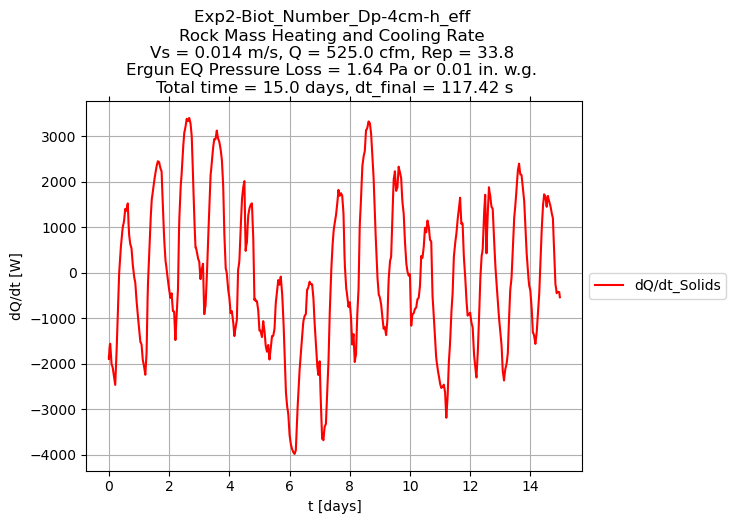 Exp2-Biot_Number_Dp-4cm-h_eff
Rock Mass Heating and Cooling Rate
Vs = 0.014 m/s, Q = 525.0 cfm, Rep = 33.8
Ergun EQ Pressure Loss = 1.64 Pa or 0.01 in. w.g.
Total time = 15.0 days, dt_final = 117.42 s
3000
2000
1000
0
−1000
−2000
−3000
−4000
dQ/dt [W]
0 2 4 6 8 10 12 14
t [days]
dQ/dt_Solids